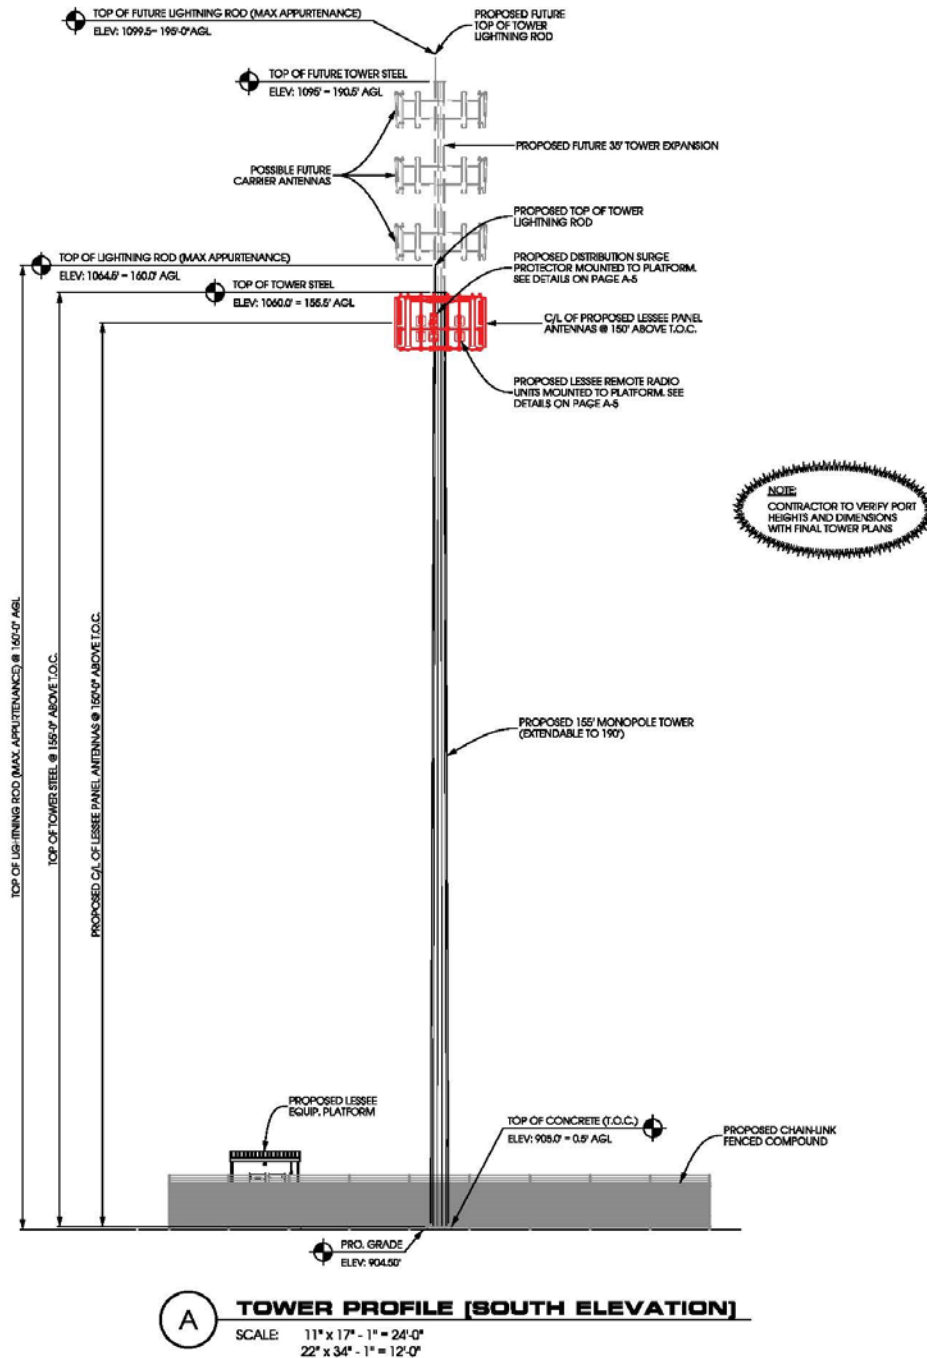 TOP OF FUTURE LIGHTNING ROD (MAX APPURTENANCE)
ELEV: 1099.5= 195'-0"AGL
PROPOSED FUTURE
TOP OF TOWER
LIGHTNING ROD
TOP OF FUTURE TOWER STEEL
ELEV: 1095' = 190.5' AGL
PROPOSED FUTURE 35' TOWER EXPANSION
POSSIBLE FUTURE
CARRIER ANTENNAS
PROPOSED TOP OF TOWER
LIGHTNING ROD
TOP OF LIGHTNING ROD (MAX APPURTENANCE)
ELEV: 1064.5' = 160.0' AGL
PROPOSED DISTRIBUTION SURGE
PROTECTOR MOUNTED TO PLATFORM.
SEE DETAILS ON PAGE A-5
TOP OF TOWER STEEL
ELEV: 1060.0' = 155.5' AGL
C/L OF PROPOSED LESSEE PANEL
ANTENNAS @ 150' ABOVE T.O.C.
PROPOSED LESSEE REMOTE RADIO
UNITS MOUNTED TO PLATFORM. SEE
DETAILS ON PAGE A-5
NOTE:
CONTRACTOR TO VERIFY PORT
HEIGHTS AND DIMENSIONS
WITH FINAL TOWER PLANS
TOP OF LIGHTNING ROD (MAX. APPURTENANCE) @ 160'-0" AGL
TOP OF TOWER STEEL @ 155'-0" ABOVE T.O.C.
PROPOSED C/L OF LESSEE PANEL ANTENNAS @ 150'-0" ABOVE T.O.C.
PROPOSED 155' MONOPOLE TOWER
(EXTENDABLE TO 190')
PROPOSED LESSEE
EQUIP. PLATFORM
TOP OF CONCRETE (T.O.C.)
ELEV: 905.0' = 0.5' AGL
PROPOSED CHAIN-LINK
FENCED COMPOUND
PRO. GRADE
ELEV: 904.50'
A
TOWER PROFILE [SOUTH ELEVATION]
SCALE: 11" x 17" - 1" = 24'-0"
22" x 34" - 1" = 12'-0"